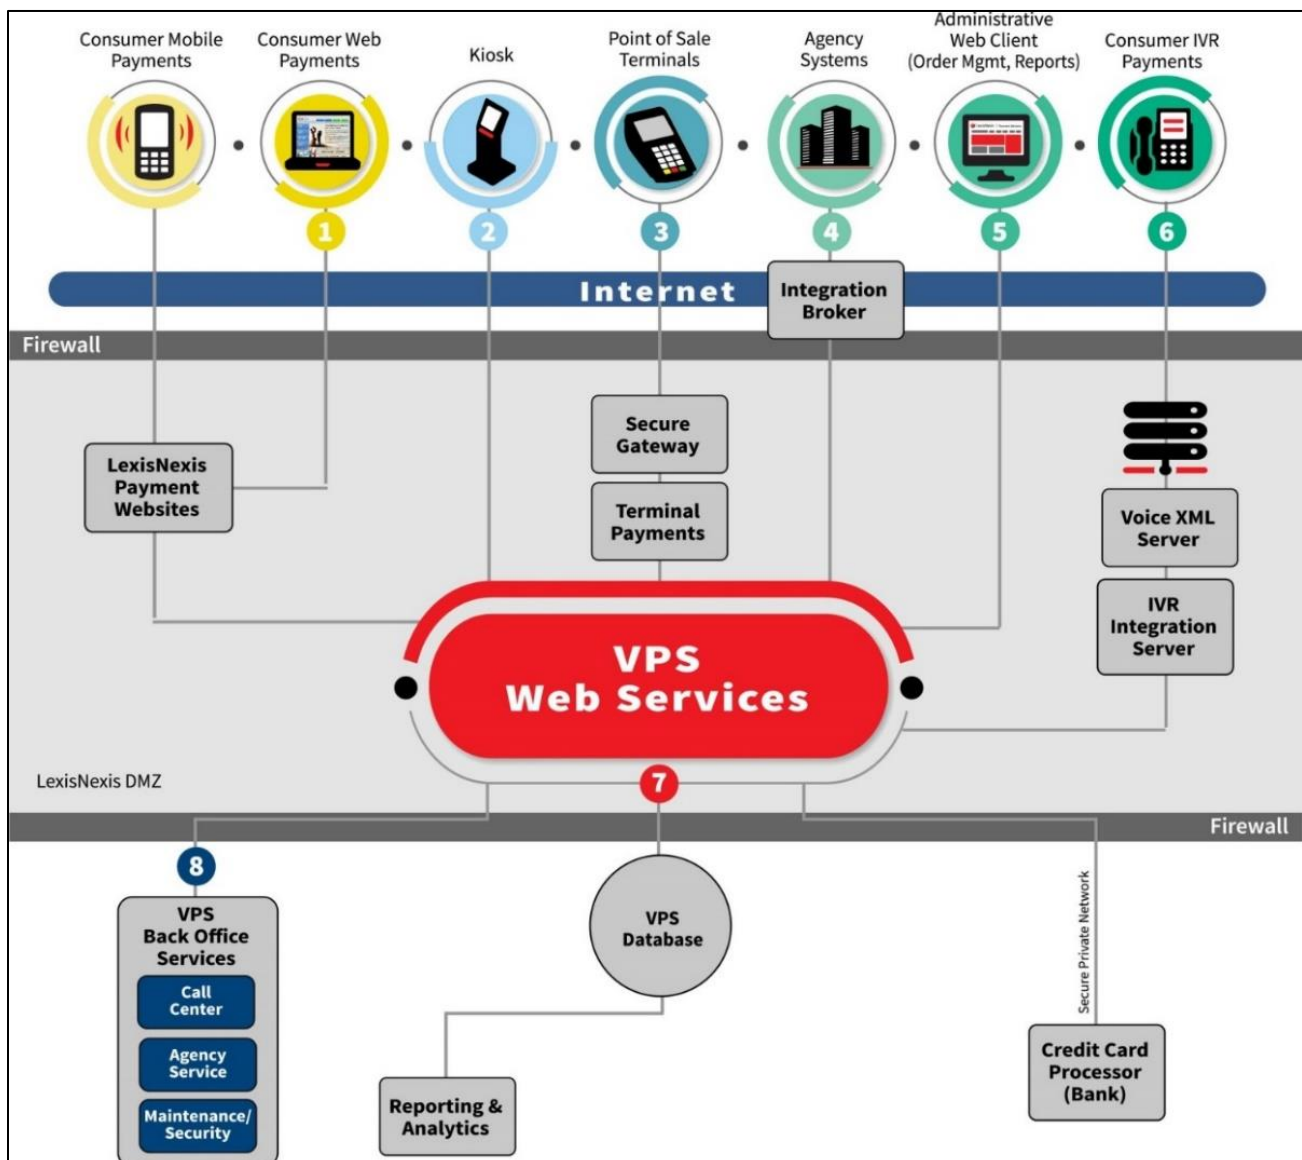 Consumer Mobile
Payments
Consumer Web
Payments
Kiosk
Point of Sale
Terminals
Agency
Systems
Administrative
Web Client
(Order Mgmt, Reports)
Consumer IVR
Payments
1
2
3
4
5
6
Internet
Integration
Broker
Firewall
LexisNexis
Payment
Websites
Secure
Gateway
Terminal
Payments
Voice XML
Server
IVR
Integration
Server
VPS
Web Services
LexisNexis DMZ
7
Firewall
8
VPS
Back Office
Services
Call
Center
Agency
Service
Maintenance/
Security
VPS
Database
Reporting &
Analytics
Secure Private Network
Credit Card
Processor
(Bank)